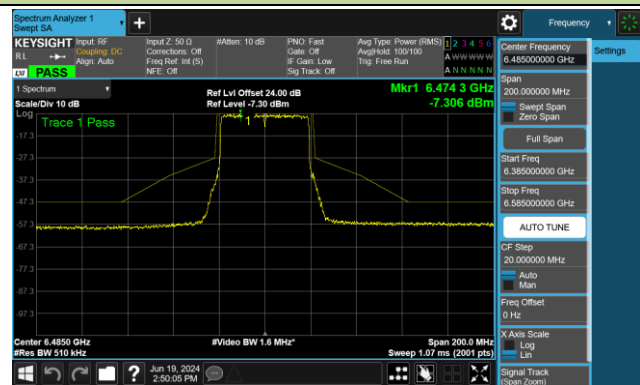 Spectrum Analyzer 1
Swept SA
Frequency
KEYSIGHT
RL
LXI
PASS
Input: RF
Coupling: DC
Align: Auto
Input Z: 50 Ω
Corrections: Off
Freq Ref: Int (S)
NFE: Off
#Atten: 10 dB
PNO: Fast
Gate: Off
IF Gain: Low
Sig Track: Off
Avg Type: Power (RMS)
Avg|Hold: 100/100
Trig: Free Run
1 2 3 4 5 6
A W W W W W
A N N N N N
1 Spectrum
Scale/Div 10 dB
Ref Lvl Offset 24.00 dB
Ref Level -7.30 dBm
Mkr1 6.474 3 GHz
-7.306 dBm
Log
Trace 1 Pass
1
-17.3
-27.3
-37.3
-47.3
-57.3
-67.3
-77.3
-87.3
-97.3
Center 6.4850 GHz
#Res BW 510 kHz
#Video BW 1.6 MHz*
Span 200.0 MHz
Sweep 1.07 ms (2001 pts)
Jun 19, 2024
2:50:05 PM
Settings
Center Frequency
6.485000000 GHz
Span
200.000000 MHz
Swept Span
Zero Span
Full Span
Start Freq
6.385000000 GHz
Stop Freq
6.585000000 GHz
AUTO TUNE
CF Step
20.000000 MHz
Auto
Man
Freq Offset
0 Hz
X Axis Scale
Log
Lin
Signal Track
(Span Zoom)